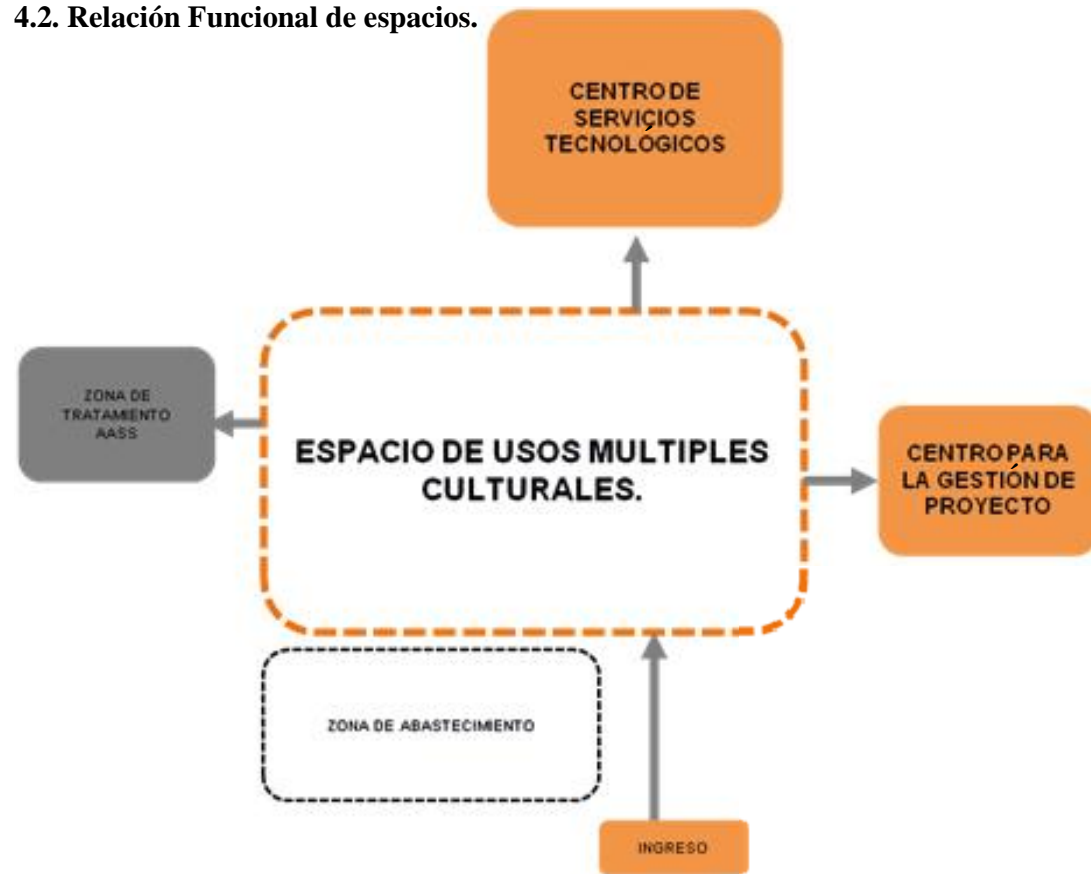 4.2. Relación Funcional de espacios.
CENTRO DE
SERVICIOS
TECNOLÓGICOS
ZONA DE
TRATAMIENTO
AASS
ESPACIO DE USOS MULTIPLES
CULTURALES.
CENTRO PARA
LA GESTIÓN DE
PROYECTO
ZONA DE ABASTECIMIENTO
INGRESO